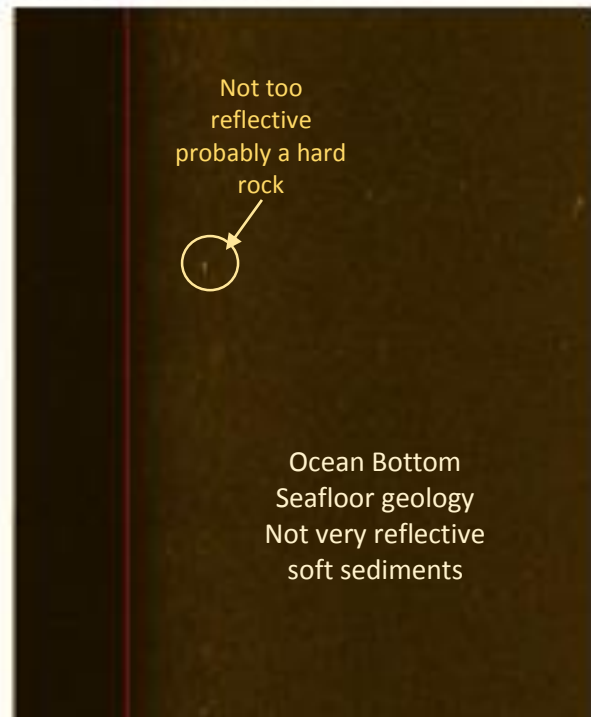 Not too
reflective
probably a hard
rock
Ocean Bottom
Seafloor geology
Not very reflective
soft sediments